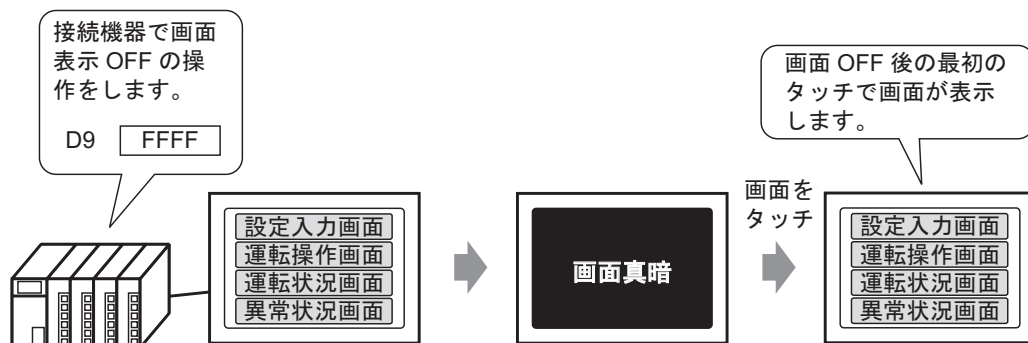 接続機器で画面
表示 OFF の操
作をします。
D9 FFFF
設定入力画面
運転操作画面
運転状況画面
異常状況画面
画面真暗
画面を
タッチ
画面 OFF 後の最初の
タッチで画面が表示
します。
設定入力画面
運転操作画面
運転状況画面
異常状況画面